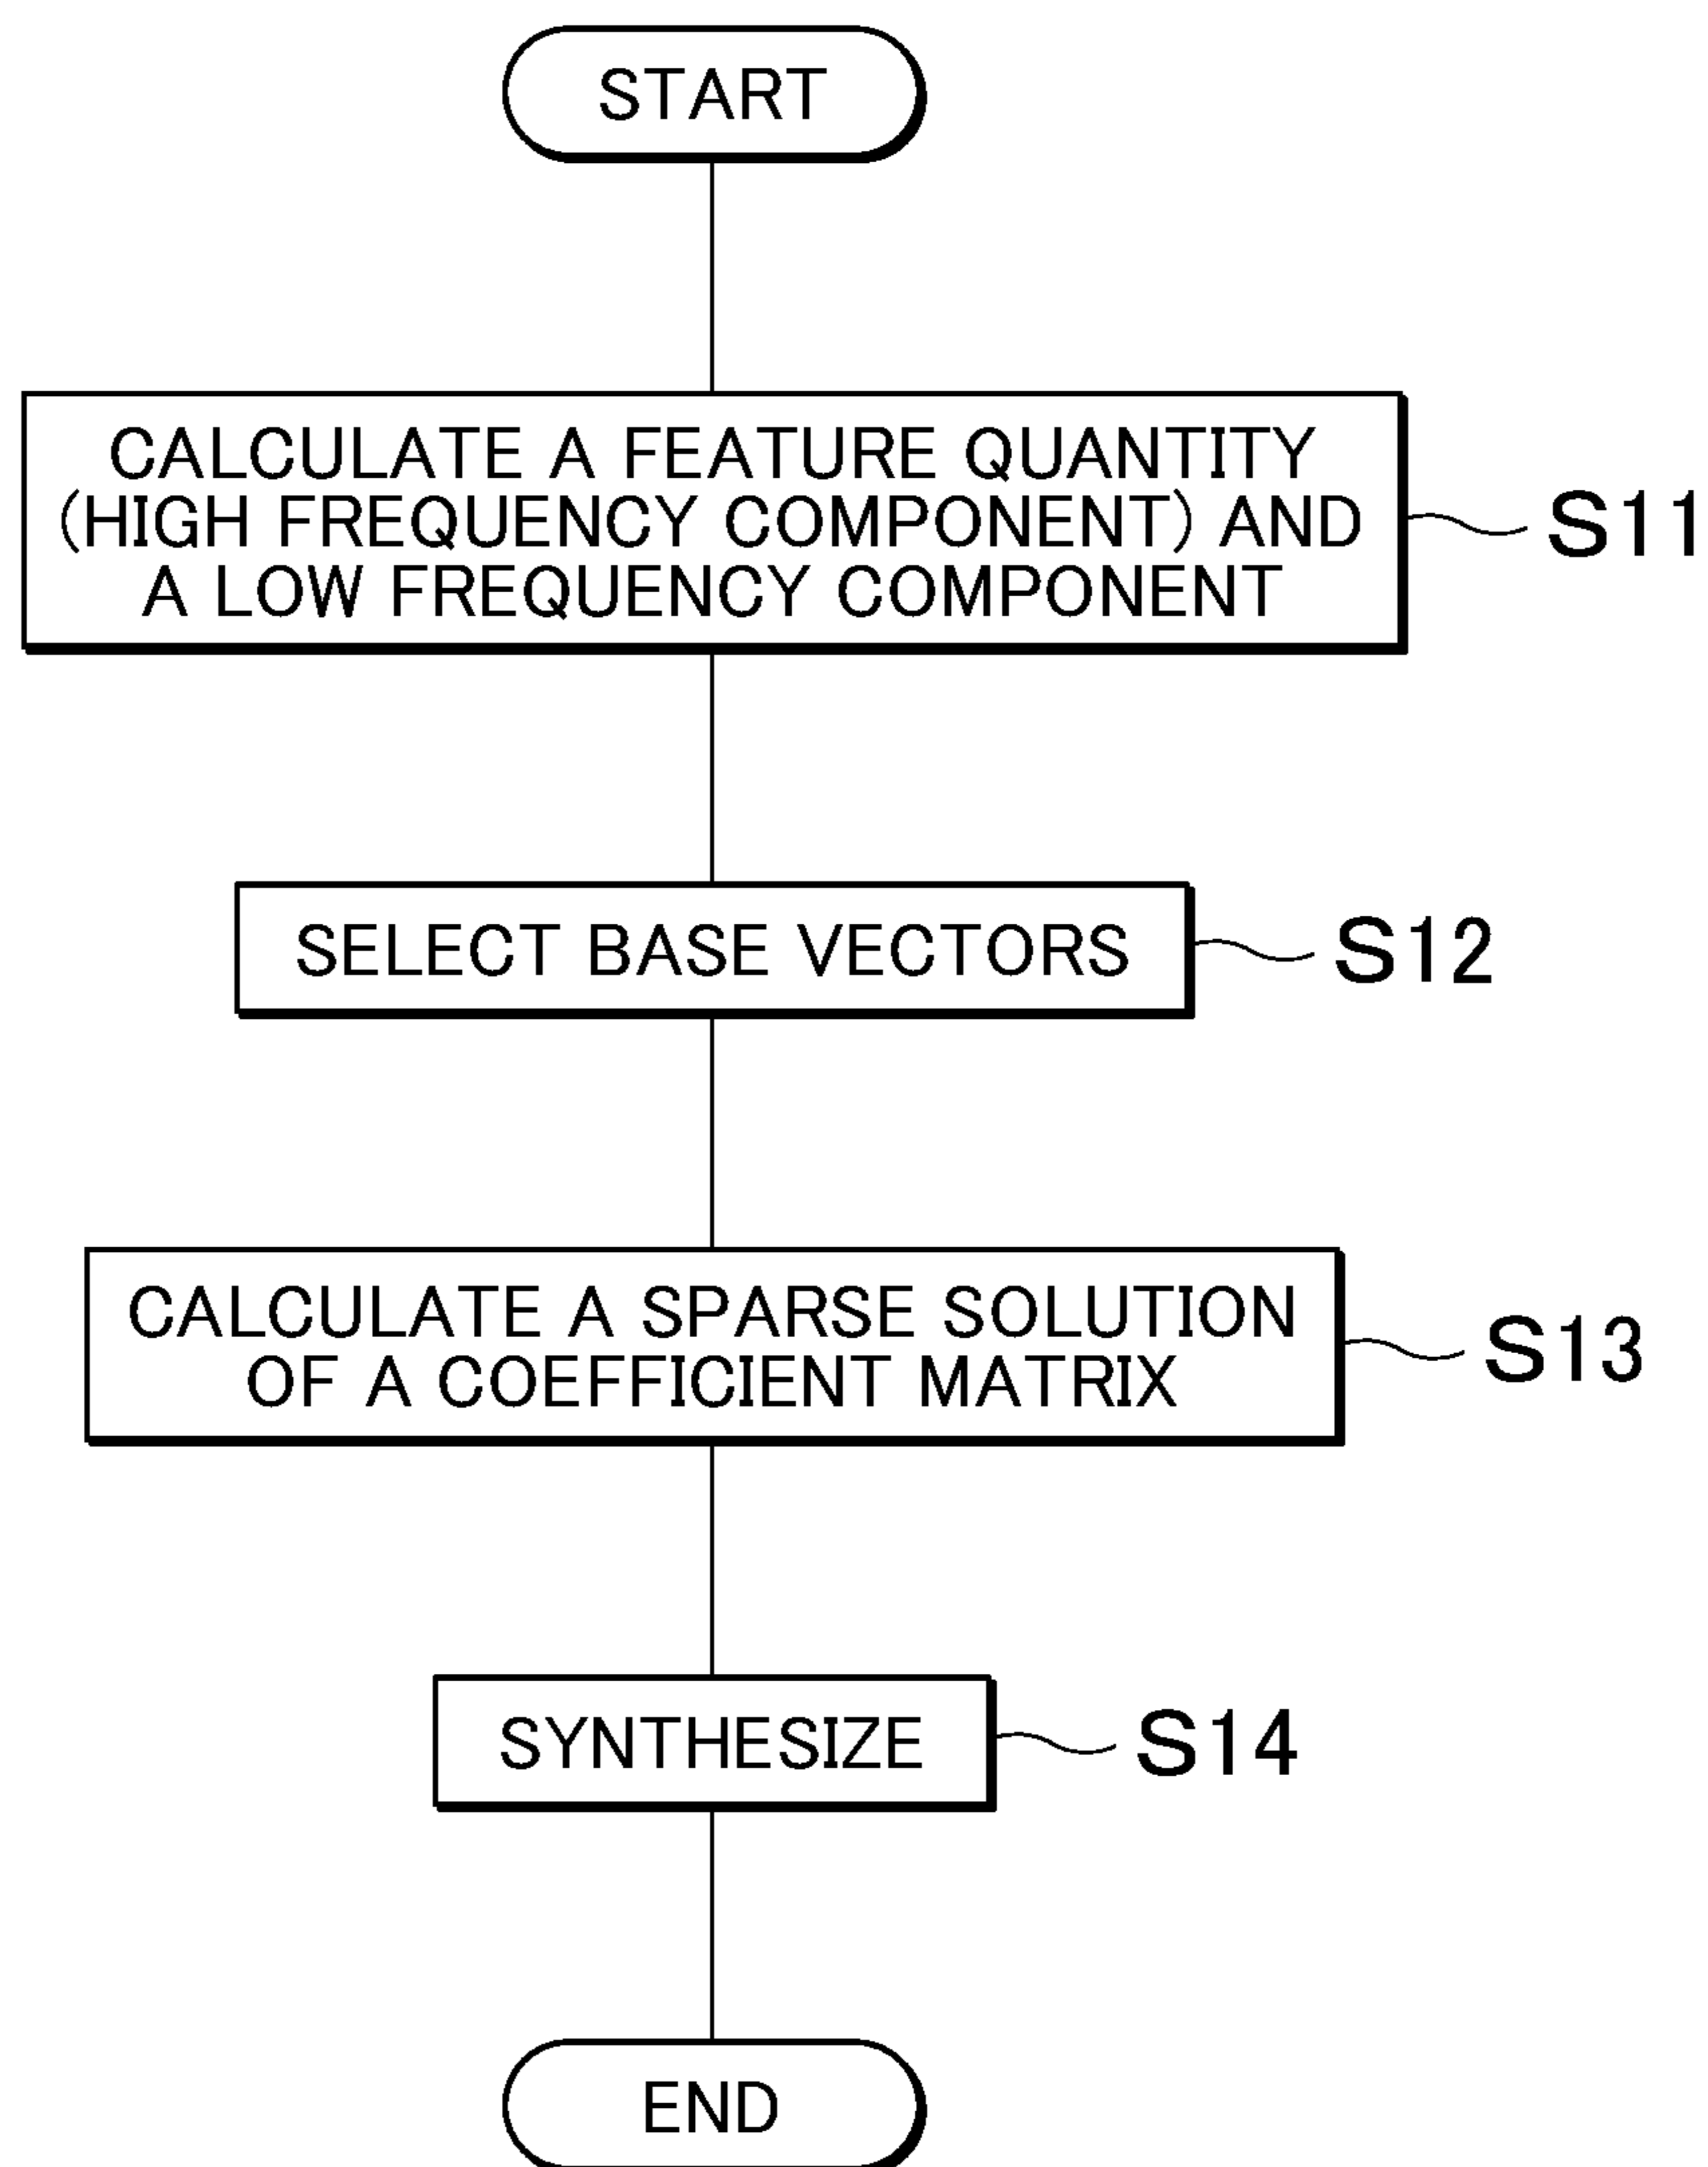 START
CALCULATE A FEATURE QUANTITY
(HIGH FREQUENCY COMPONENT) AND
A LOW FREQUENCY COMPONENT
S11
SELECT BASE VECTORS
S12
CALCULATE A SPARSE SOLUTION
OF A COEFFICIENT MATRIX
S13
SYNTHESIZE
S14
END